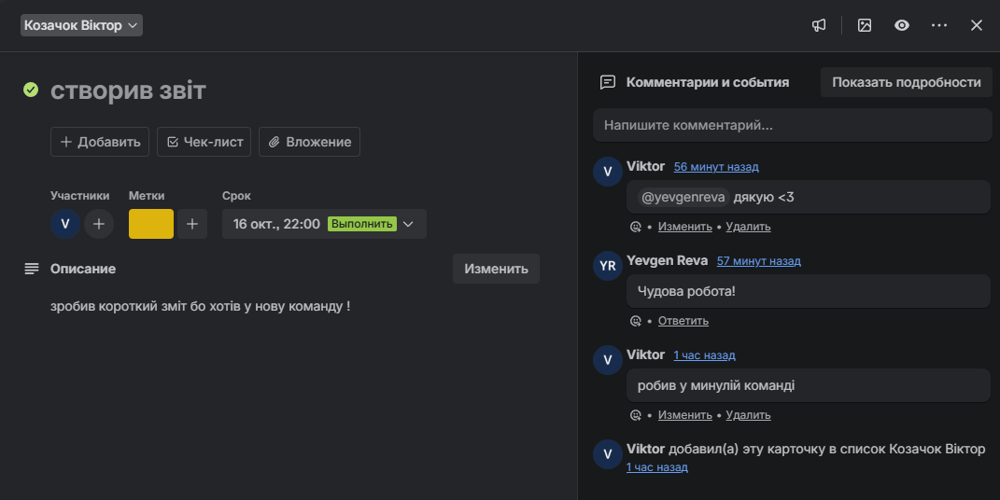 Козачок Віктор
створив звіт
Добавить
Чек-лист
Вложение
Участники
Метки
Срок
V
16 окт., 22:00 Выполнить
Описание
Изменить
зробив короткий зміт бо хотів у нову команду !
Комментарии и события
Показать подробности
Напишите комментарий...
V
Viktor 56 минут назад
@yevgenreva дякую <3
• Изменить • Удалить
YR
Yevgen Reva 57 минут назад
Чудова робота!
• Ответить
V
Viktor 1 час назад
робив у минулій команді
• Изменить • Удалить
V
Viktor добавил(а) эту карточку в список Козачок Віктор
1 час назад